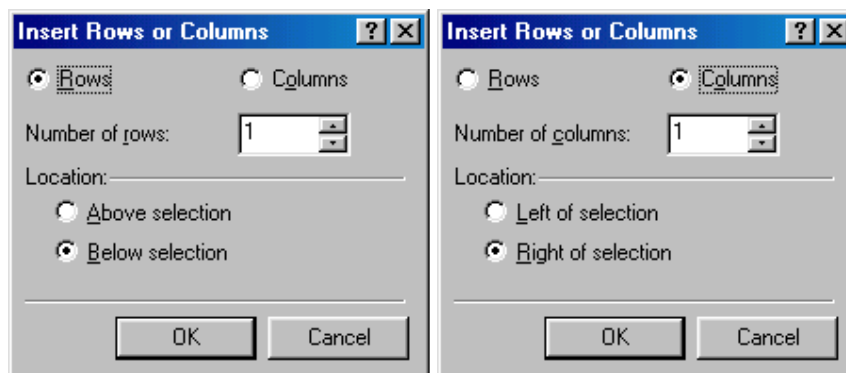 Insert Rows or Columns
Rows Columns
Number of rows: 1
Location:
Above selection
Below selection
OK Cancel
Insert Rows or Columns
Rows Columns
Number of columns: 1
Location:
Left of selection
Right of selection
OK Cancel